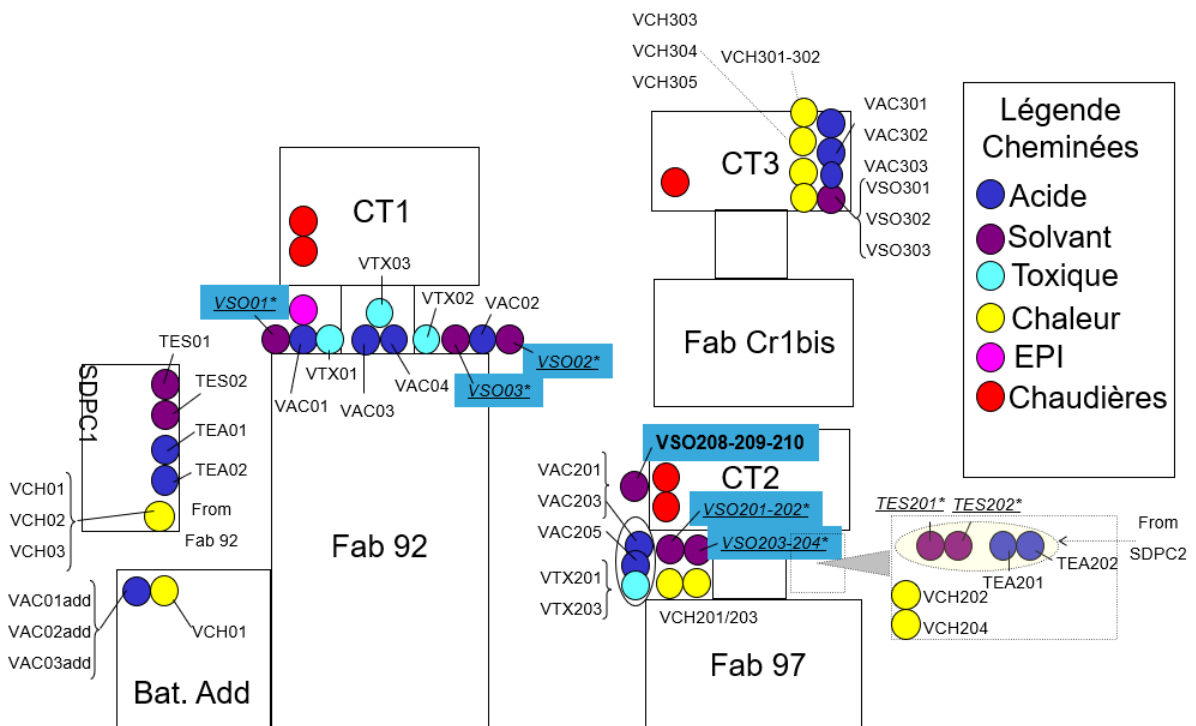 VCH303
VCH304
VCH305
VCH301-302
VAC301
VAC302
VAC303
VSO301
VSO302
VSO303
CT3
Légende
Cheminées
Acide
Solvant
Toxique
Chaleur
EPI
Chaudières
CT1
VTX03
VSO01*
VTX02
VAC02
VTX01
VAC01
VAC03
VAC04
VSO03*
VSO02*
Fab Cr1bis
SDPC1
TES01
TES02
TEA01
TEA02
From
Fab 92
VCH01
VCH02
VCH03
Fab 92
VAC01add
VAC02add
VAC03add
VCH01
Bat. Add
VSO208-209-210
CT2
VAC201
VAC203
VAC205
VTX201
VTX203
VSO201-202*
VSO203-204*
VCH201/203
Fab 97
TES201*
TES202*
From
SDPC2
TEA201
TEA202
VCH202
VCH204